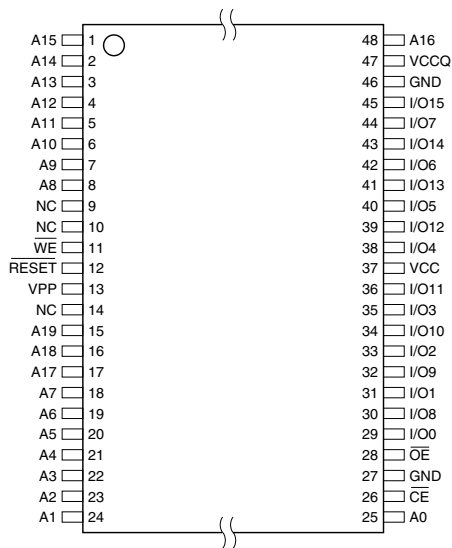 A15 1 48 A16
A14 2 47 VCCQ
A13 3 46 GND
A12 4 45 I/O15
A11 5 44 I/O7
A10 6 43 I/O14
A9 7 42 I/O6
A8 8 41 I/O13
NC 9 40 I/O5
NC 10 39 I/O12
W̅E̅ 11 38 I/O4
R̅E̅S̅E̅T̅ 12 37 VCC
VPP 13 36 I/O11
NC 14 35 I/O3
A19 15 34 I/O10
A18 16 33 I/O2
A17 17 32 I/O9
A7 18 31 I/O1
A6 19 30 I/O8
A5 20 29 I/O0
A4 21 28 O̅E̅
A3 22 27 GND
A2 23 26 C̅E̅
A1 24 25 A0